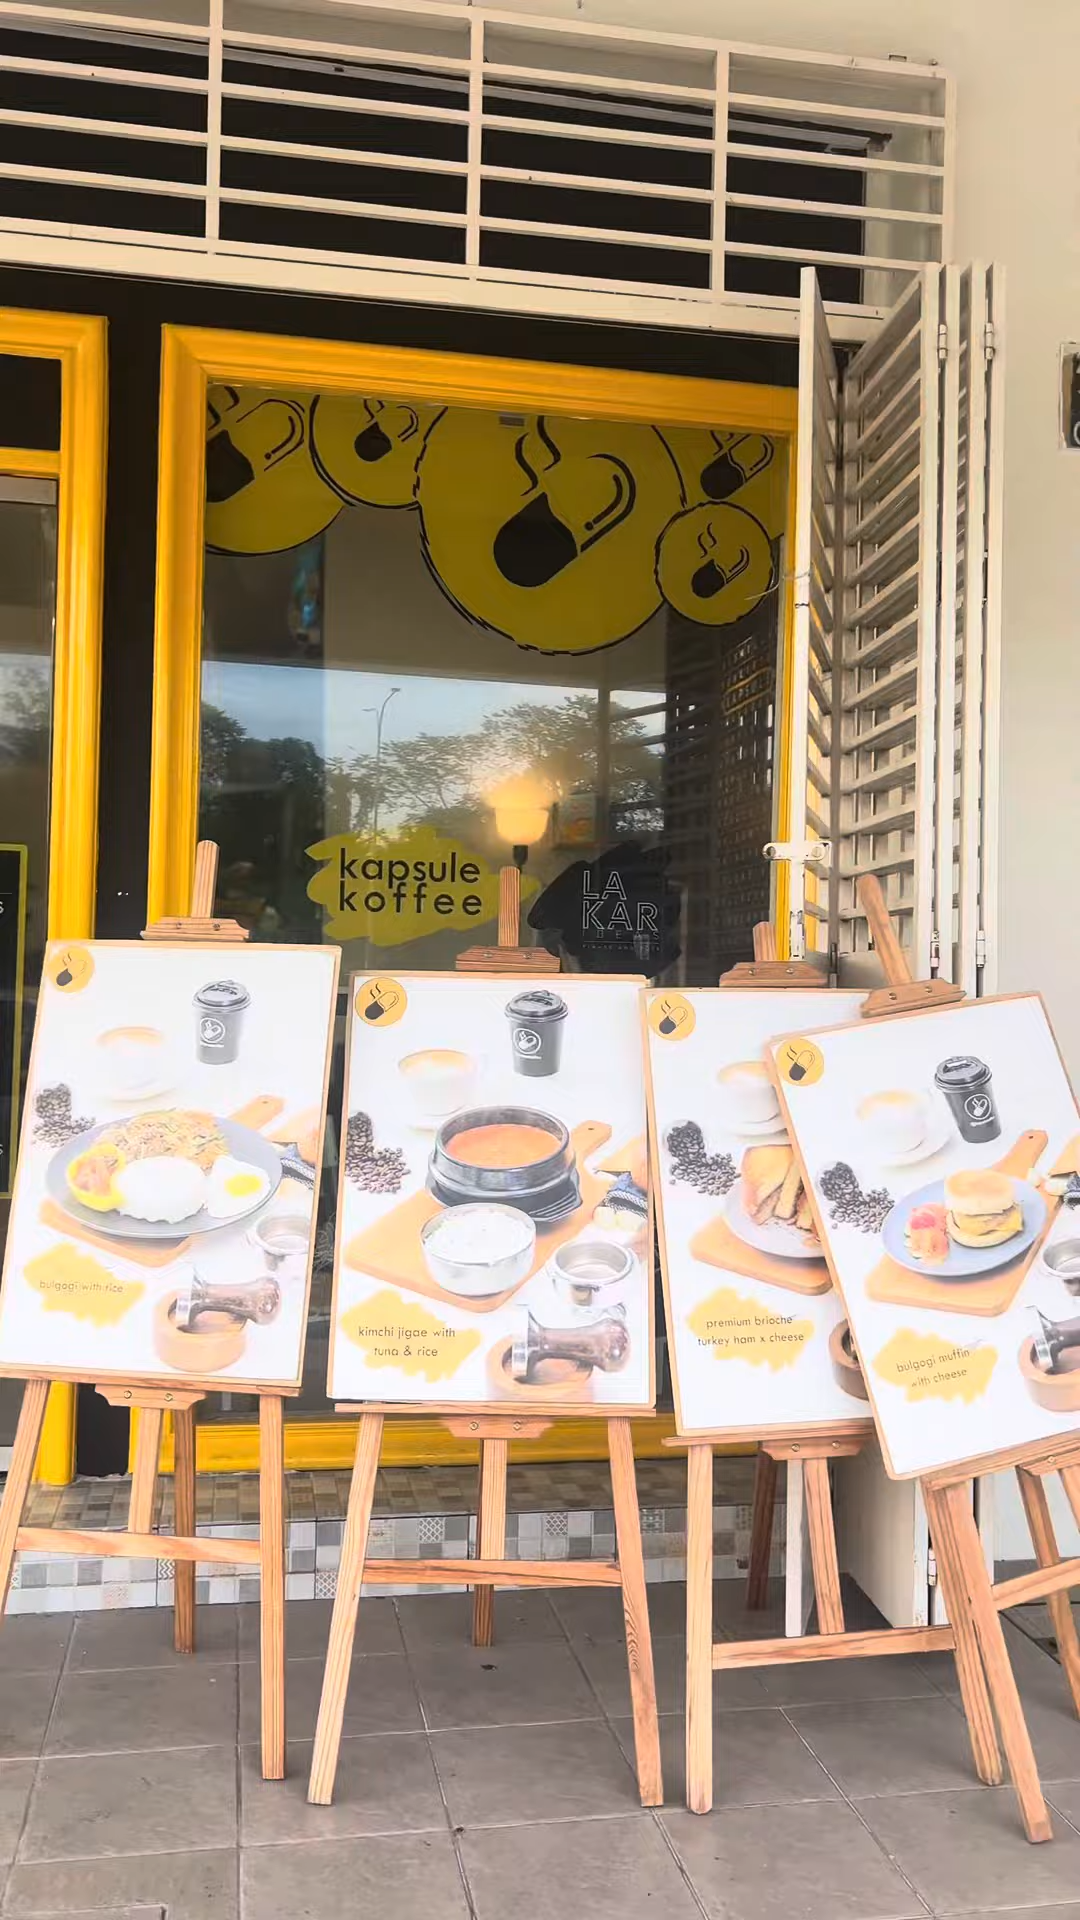 kapsule
koffee
LA
KAR
bulgogi with rice
kimchi jigae with
tuna & rice
premium brioche
turkey ham x cheese
bulgogi muffin
with cheese